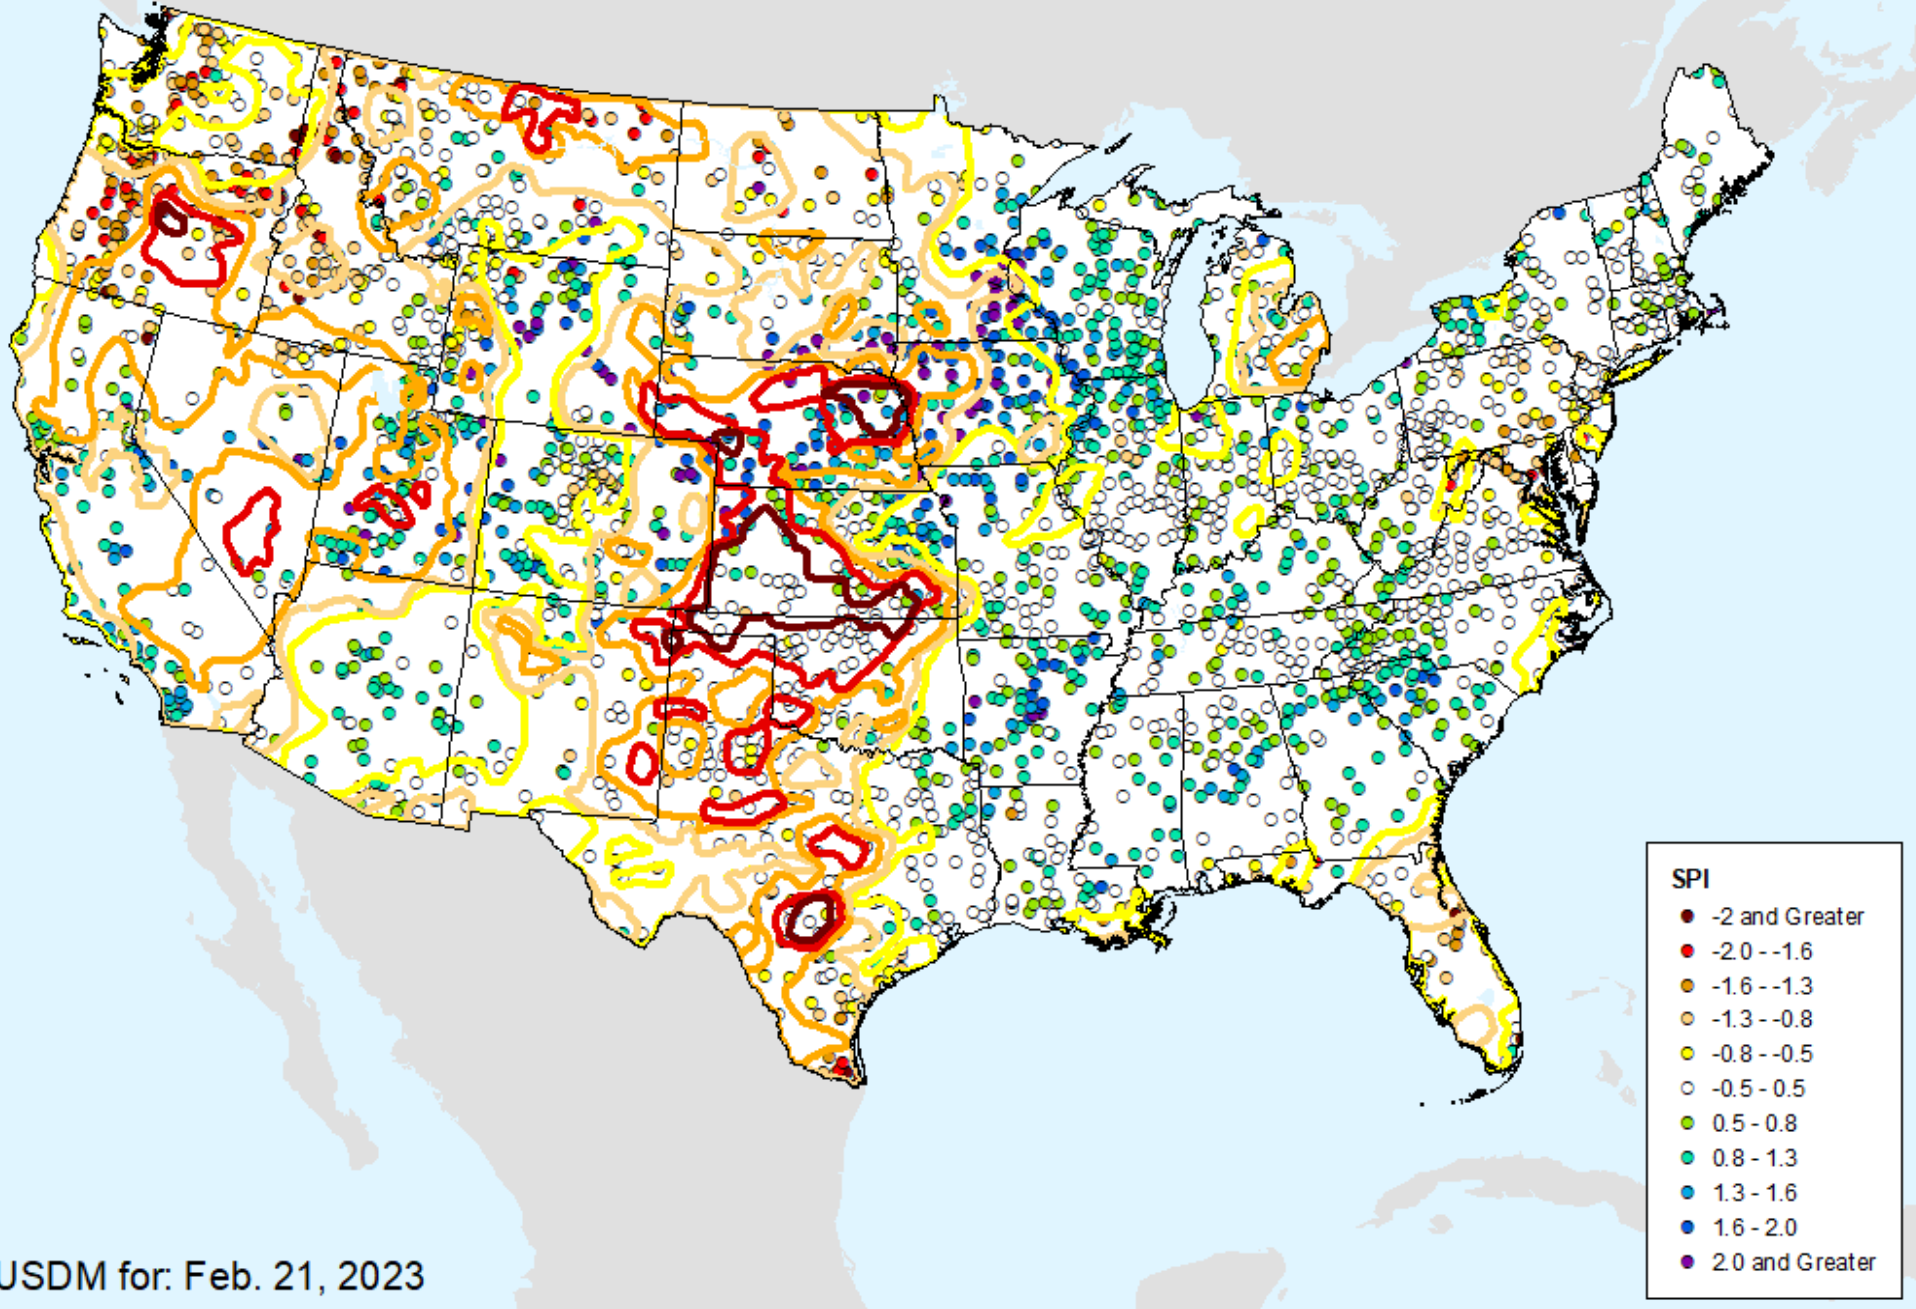 SPI
-2 and Greater
-2.0 - -1.6
-1.6 - -1.3
-1.3 - -0.8
-0.8 - -0.5
-0.5 - 0.5
0.5 - 0.8
0.8 - 1.3
1.3 - 1.6
1.6 - 2.0
2.0 and Greater
USDM for: Feb. 21, 2023